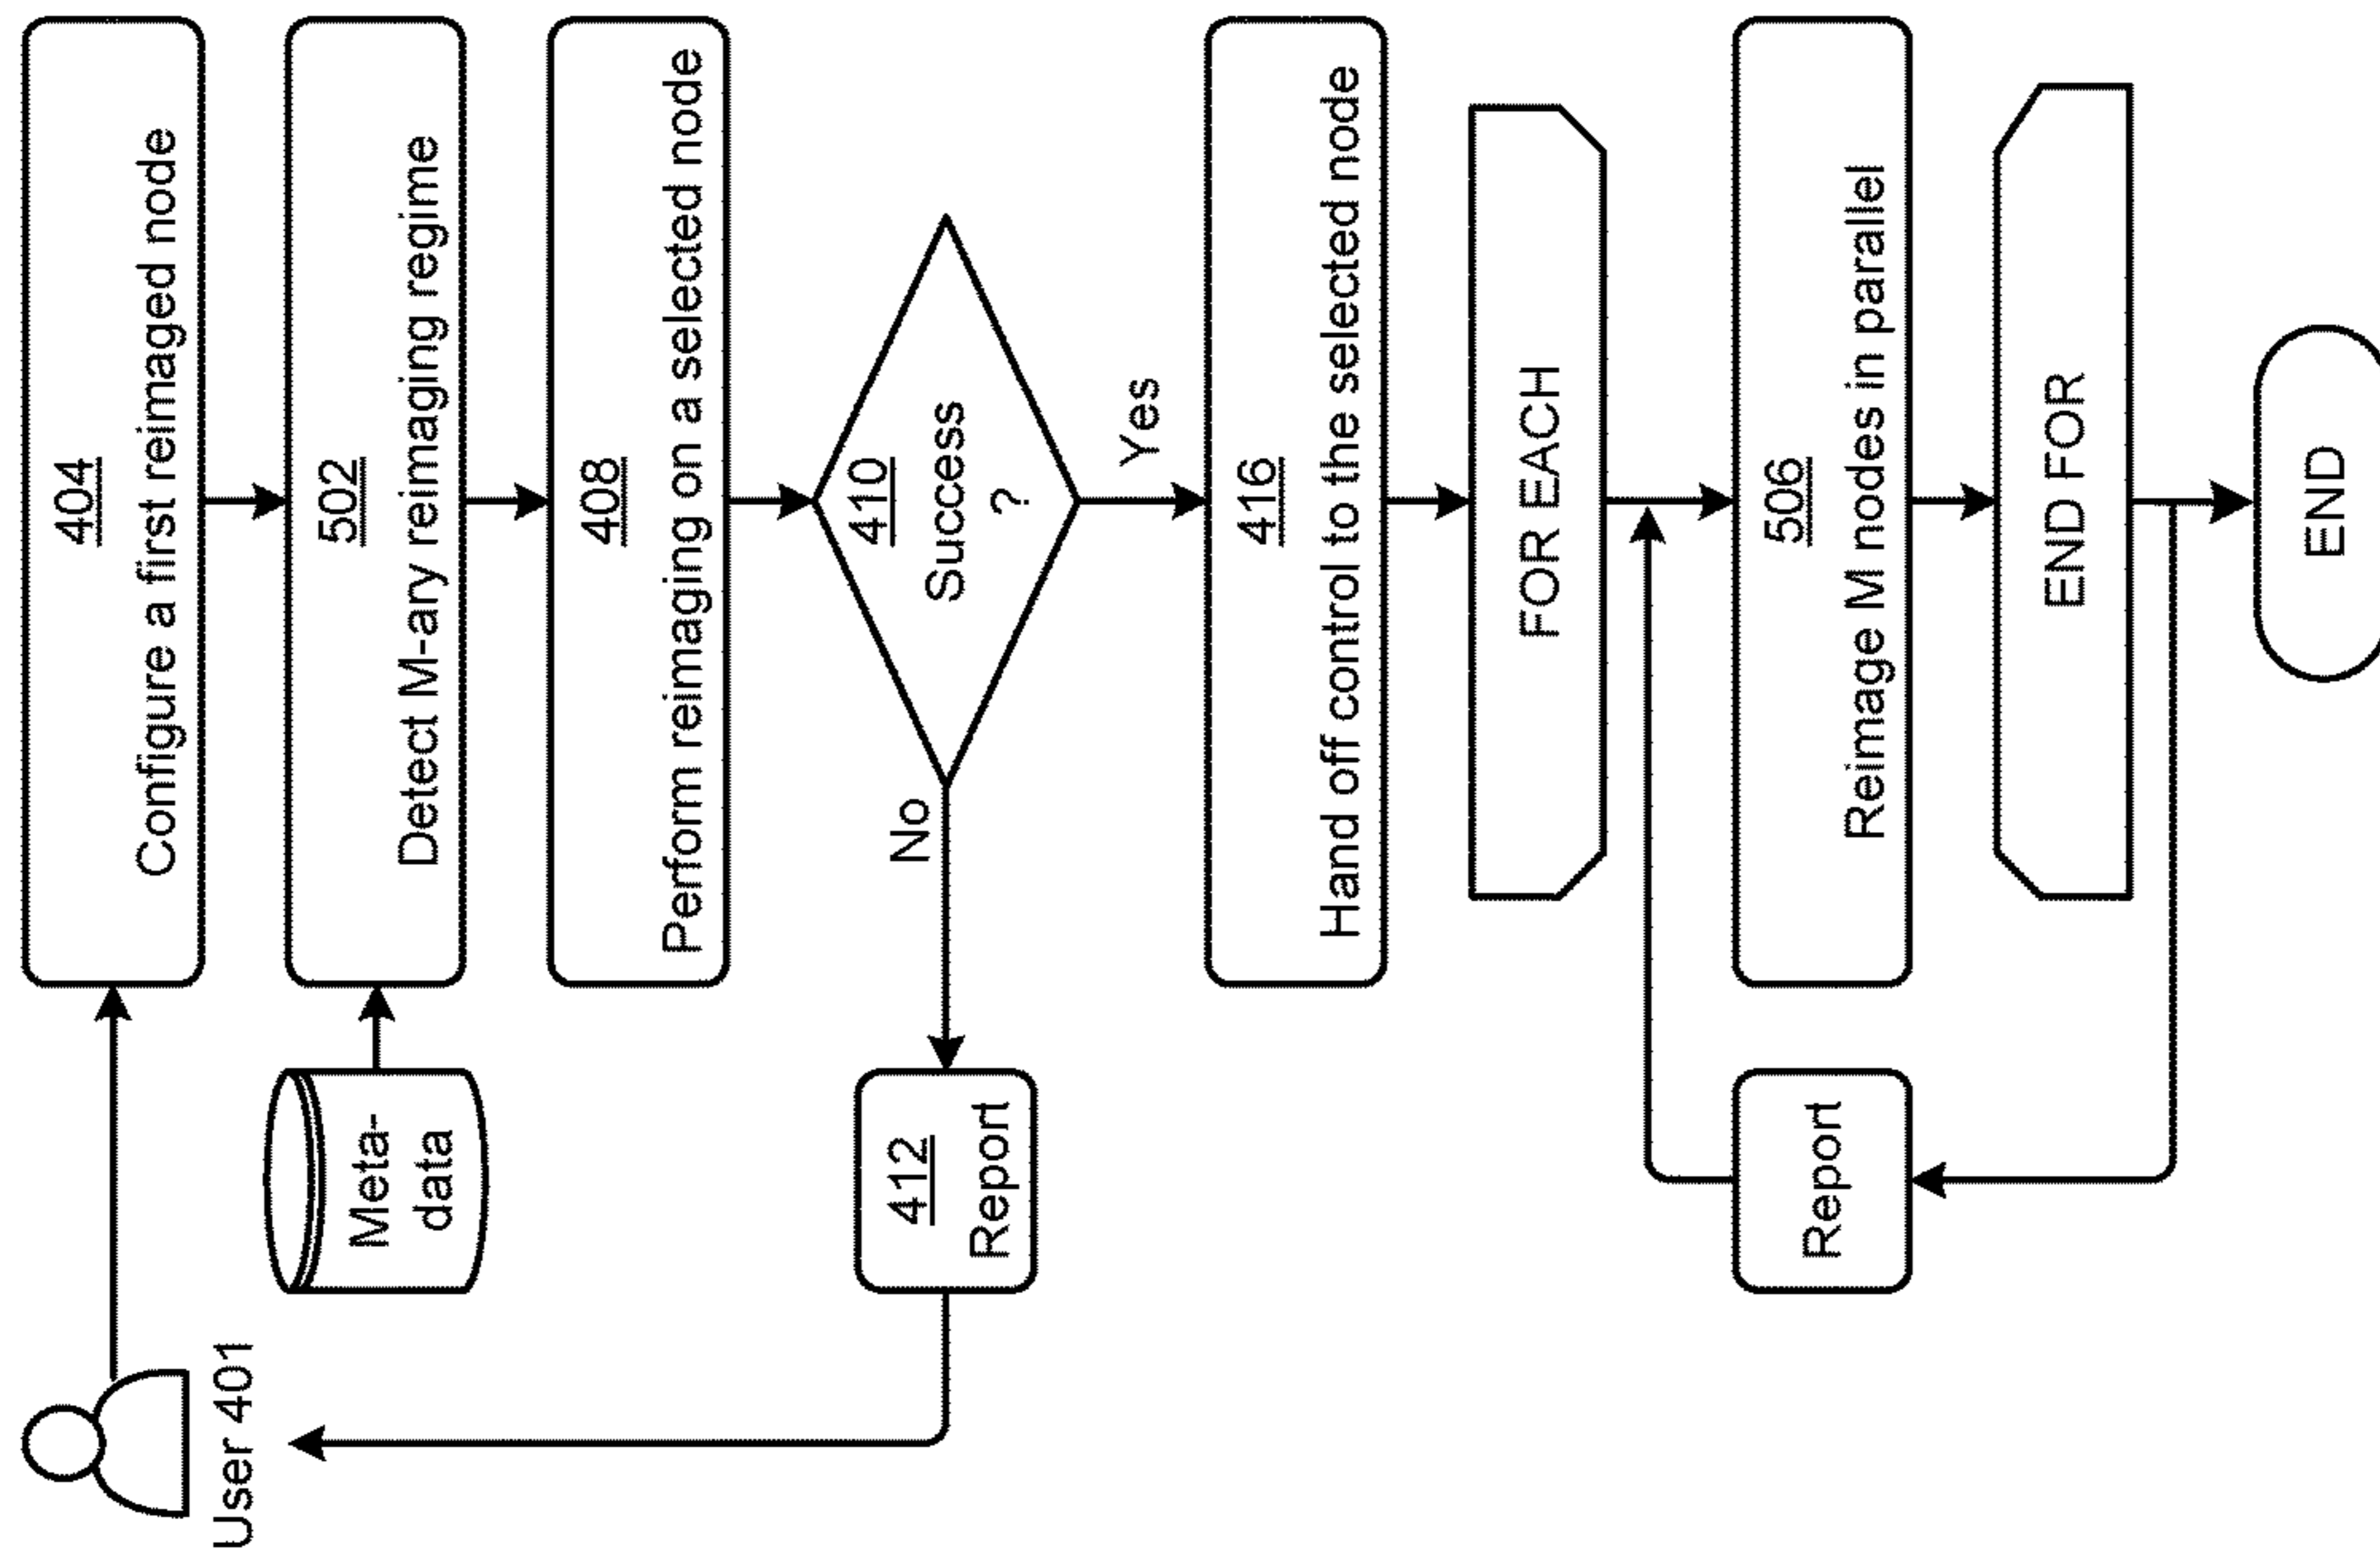 User 401
404
Configure a first reimaged node
Meta-
data
502
Detect M-ary reimaging regime
408
Perform reimaging on a selected node
410
Success
?
No
Yes
412
Report
416
Hand off control to the selected node
FOR EACH
Report
506
Reimage M nodes in parallel
END FOR
END